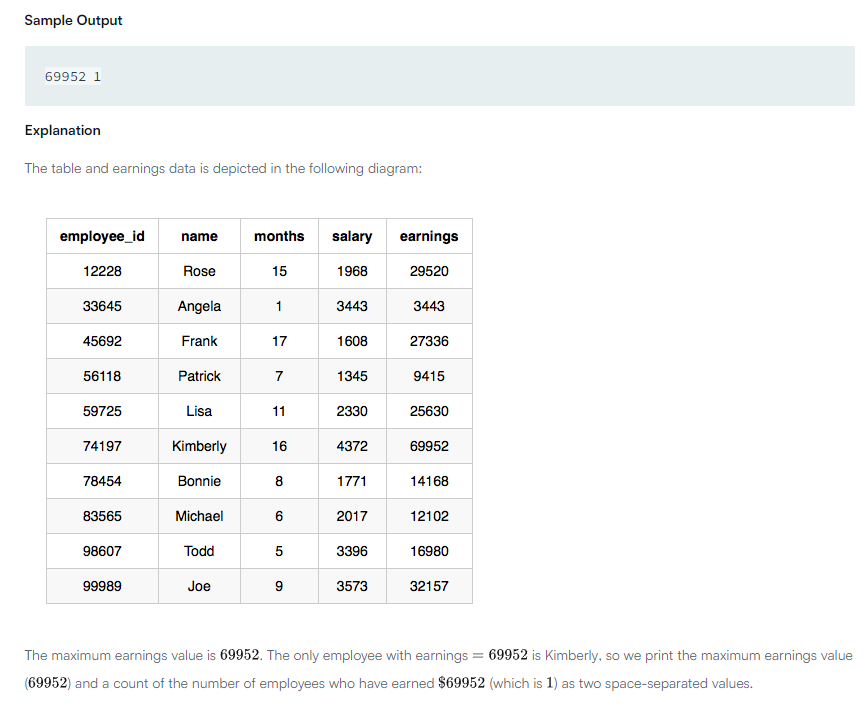 Sample Output
69952 1
Explanation
The table and earnings data is depicted in the following diagram:
employee_id name months salary earnings
12228 Rose 15 1968 29520
33645 Angela 1 3443 3443
45692 Frank 17 1608 27336
56118 Patrick 7 1345 9415
59725 Lisa 11 2330 25630
74197 Kimberly 16 4372 69952
78454 Bonnie 8 1771 14168
83565 Michael 6 2017 12102
98607 Todd 5 3396 16980
99989 Joe 9 3573 32157
The maximum earnings value is 69952. The only employee with earnings = 69952 is Kimberly, so we print the maximum earnings value
(69952) and a count of the number of employees who have earned $69952 (which is 1) as two space-separated values.